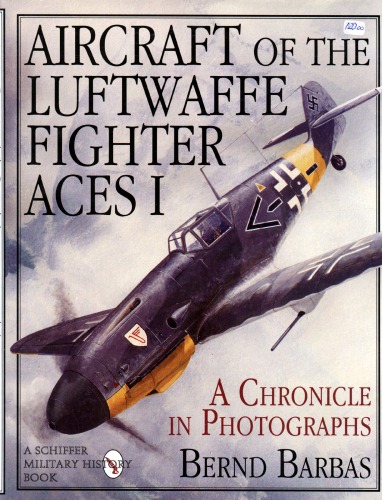 AIRCRAFT OF THE
LUFTWAFFE
FIGHTER
ACES I
A CHRONICLE
IN PHOTOGRAPHS
A SCHIFFER
MILITARY HISTORY
BOOK
BERND BARBAS